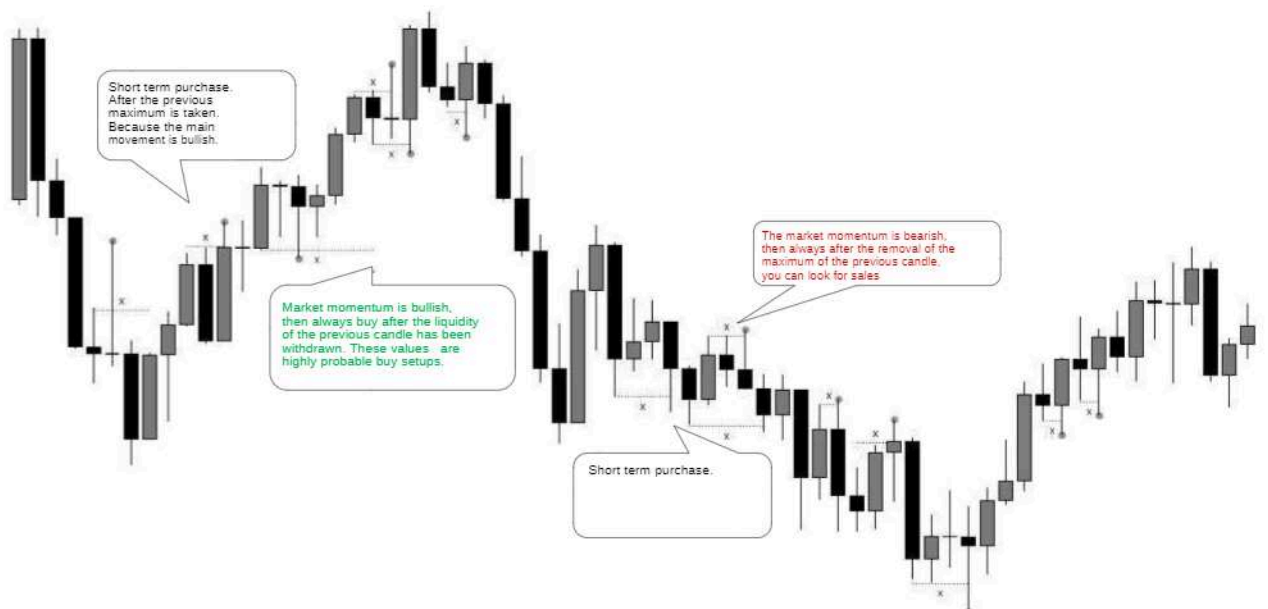 Short term purchase.
After the previous
maximum is taken.
Because the main
movement is bullish.
x
x
x
x
x
x
Market momentum is bullish,
then always buy after the liquidity
of the previous candle has been
withdrawn. These values are
highly probable buy setups.
The market momentum is bearish,
then always after the removal of the
maximum of the previous candle,
you can look for sales
x
x
x
x
x
x
x
x
Short term purchase.